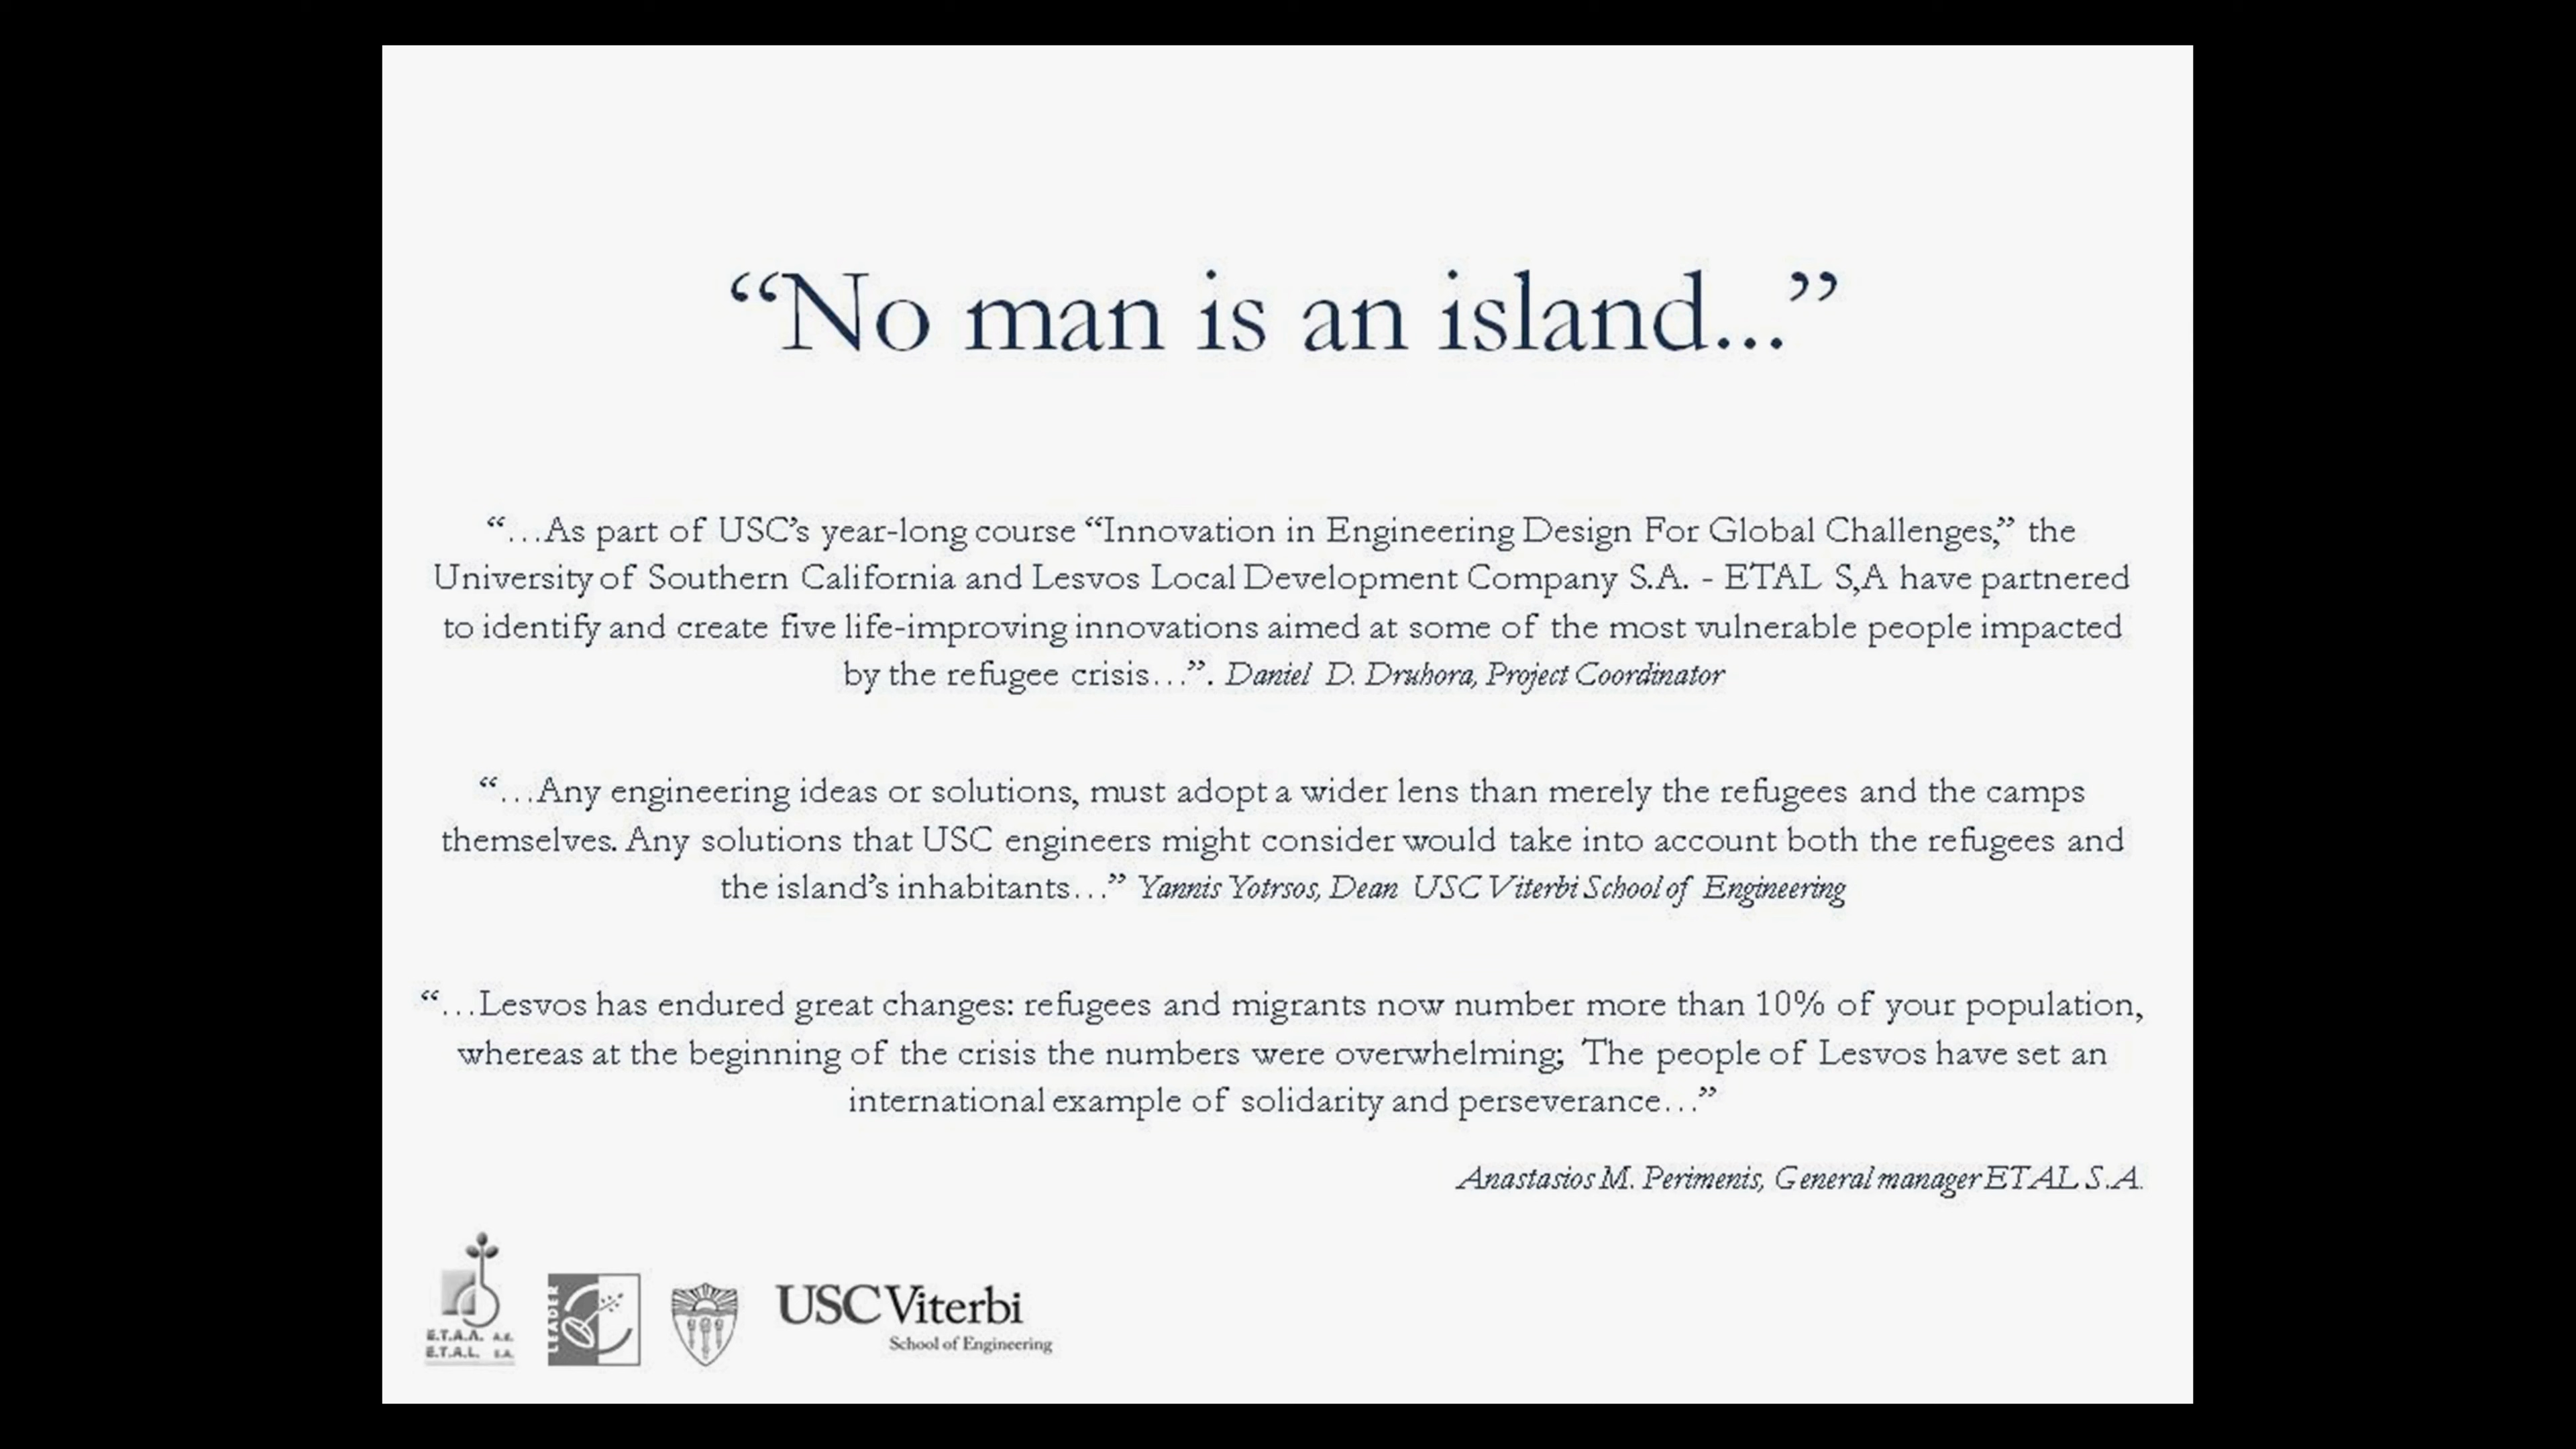 “No man is an island...”
“…As part of USC’s year-long course “Innovation in Engineering Design For Global Challenges,” the
University of Southern California and Lesvos Local Development Company S.A. - ETAL S,A have partnered
to identify and create five life-improving innovations aimed at some of the most vulnerable people impacted
by the refugee crisis…”. Daniel D. Druhora, Project Coordinator
“…Any engineering ideas or solutions, must adopt a wider lens than merely the refugees and the camps
themselves. Any solutions that USC engineers might consider would take into account both the refugees and
the island’s inhabitants…” Yannis Yotrsos, Dean USC Viterbi School of Engineering
“…Lesvos has endured great changes: refugees and migrants now number more than 10% of your population,
whereas at the beginning of the crisis the numbers were overwhelming; The people of Lesvos have set an
international example of solidarity and perseverance…”
Anastasios M. Perimenis, General manager ETAL S.A.
Ε.Τ.Α.Λ. Α.Ε.
E.T.A.L. S.A.
LEADER
USC Viterbi
School of Engineering